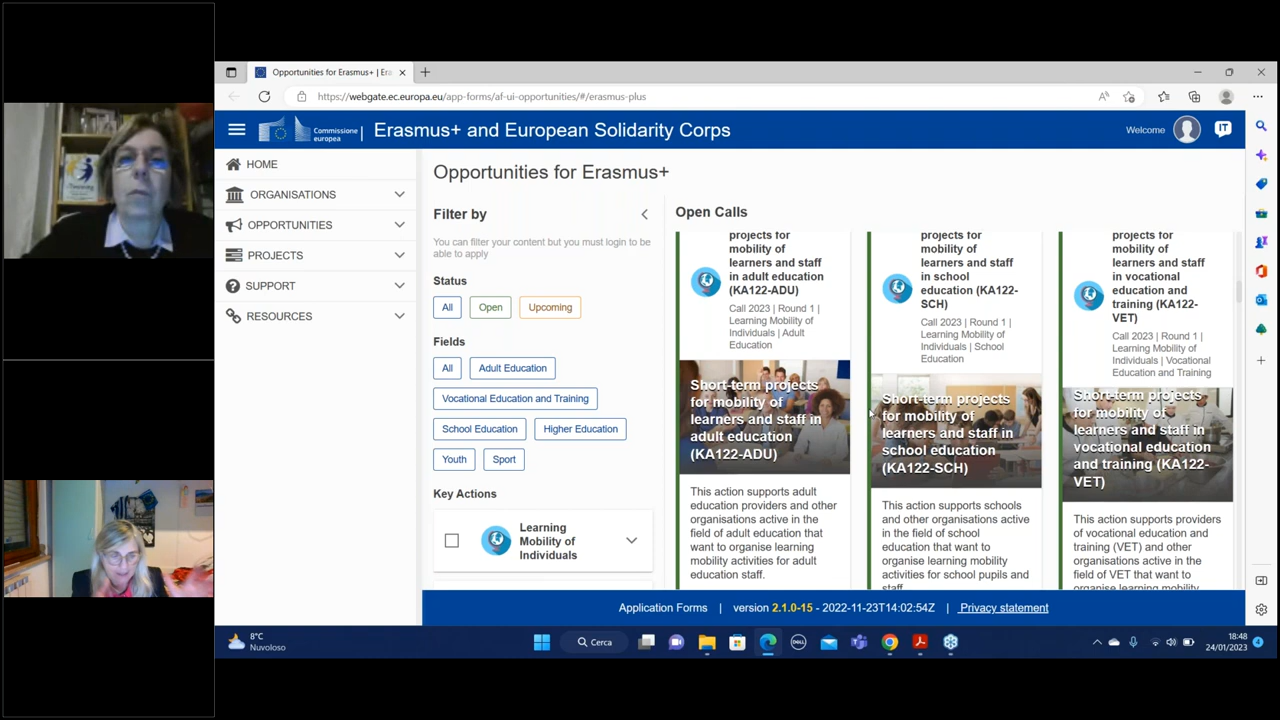 Opportunities for Erasmus+ | Era
https://webgate.ec.europa.eu/app-forms/af-ui-opportunities/#/erasmus-plus
Commissione
europea
Erasmus+ and European Solidarity Corps
Welcome
IT
HOME
ORGANISATIONS
OPPORTUNITIES
PROJECTS
SUPPORT
RESOURCES
Opportunities for Erasmus+
Filter by
You can filter your content but you must login to be
able to apply
Status
All
Open
Upcoming
Fields
All
Adult Education
Vocational Education and Training
School Education
Higher Education
Youth
Sport
Key Actions
Learning
Mobility of
Individuals
Open Calls
projects for
mobility of
learners and staff
in adult education
(KA122-ADU)
Call 2023 | Round 1 |
Learning Mobility of
Individuals | Adult
Education
Short-term projects
for mobility of
learners and staff in
adult education
(KA122-ADU)
This action supports adult
education providers and other
organisations active in the
field of adult education that
want to organise learning
mobility activities for adult
education staff.
projects for
mobility of
learners and staff
in school
education (KA122-
SCH)
Call 2023 | Round 1 |
Learning Mobility of
Individuals | School
Education
Short-term projects
for mobility of
learners and staff in
school education
(KA122-SCH)
This action supports schools
and other organisations active
in the field of school
education that want to
organise learning mobility
activities for school pupils and
staff
projects for
mobility of
learners and staff
in vocational
education and
training (KA122-
VET)
Call 2023 | Round 1 |
Learning Mobility of
Individuals | Vocational
Education and Training
Short-term projects
for mobility of
learners and staff in
vocational education
and training (KA122-
VET)
This action supports providers
of vocational education and
training (VET) and other
organisations active in the
field of VET that want to
organise learning mobility
Application Forms | version 2.1.0-15 - 2022-11-23T14:02:54Z | Privacy statement
8°C
Nuvoloso
Cerca
DELL
18:48
24/01/2023
4